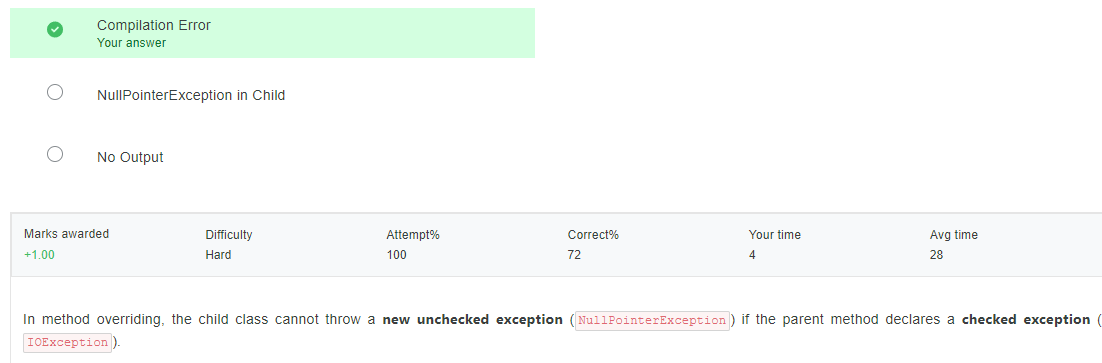 Compilation Error
Your answer
NullPointerException in Child
No Output
Marks awarded Difficulty Attempt% Correct% Your time Avg time
+1.00 Hard 100 72 4 28
In method overriding, the child class cannot throw a new unchecked exception (NullPointerException) if the parent method declares a checked exception (
IOException).